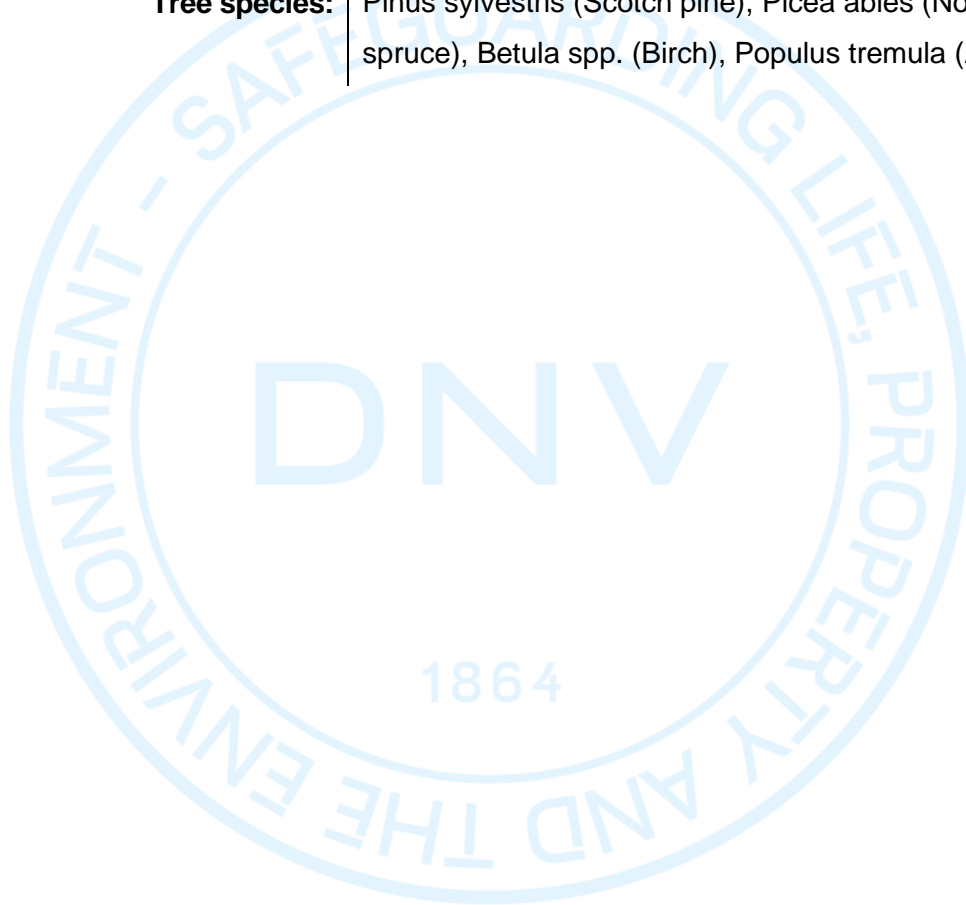 Tree species: Pinus sylvestris (Scotch pine), Picea abies (No
spruce), Betula spp. (Birch), Populus tremula (
SAFEGUARDING LIFE, PROPERTY AND THE ENVIRONMENT -
DNV
1864